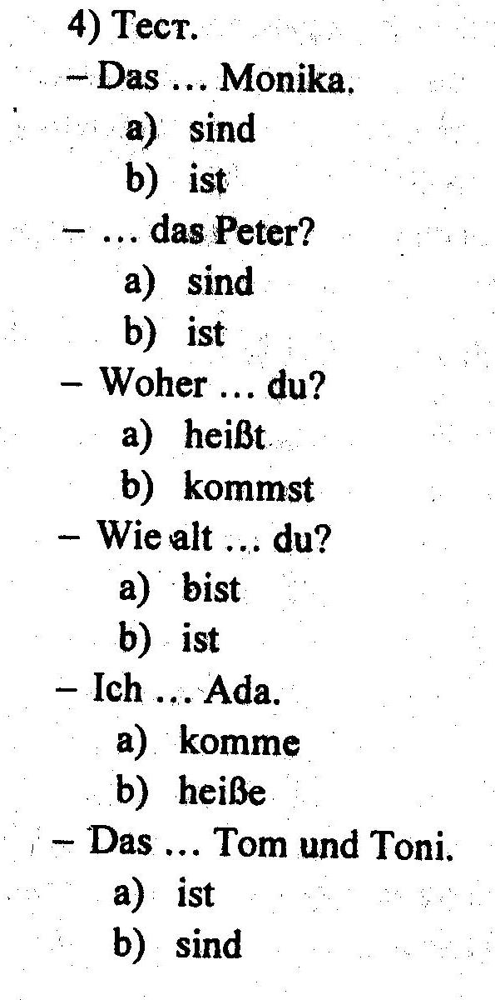 4) Тест.
– Das ... Monika.
a) sind
b) ist
– ... das Peter?
a) sind
b) ist
– Woher ... du?
a) heißt
b) kommst
– Wie alt ... du?
a) bist
b) ist
– Ich ... Ada.
a) komme
b) heiße
– Das ... Tom und Toni.
a) ist
b) sind